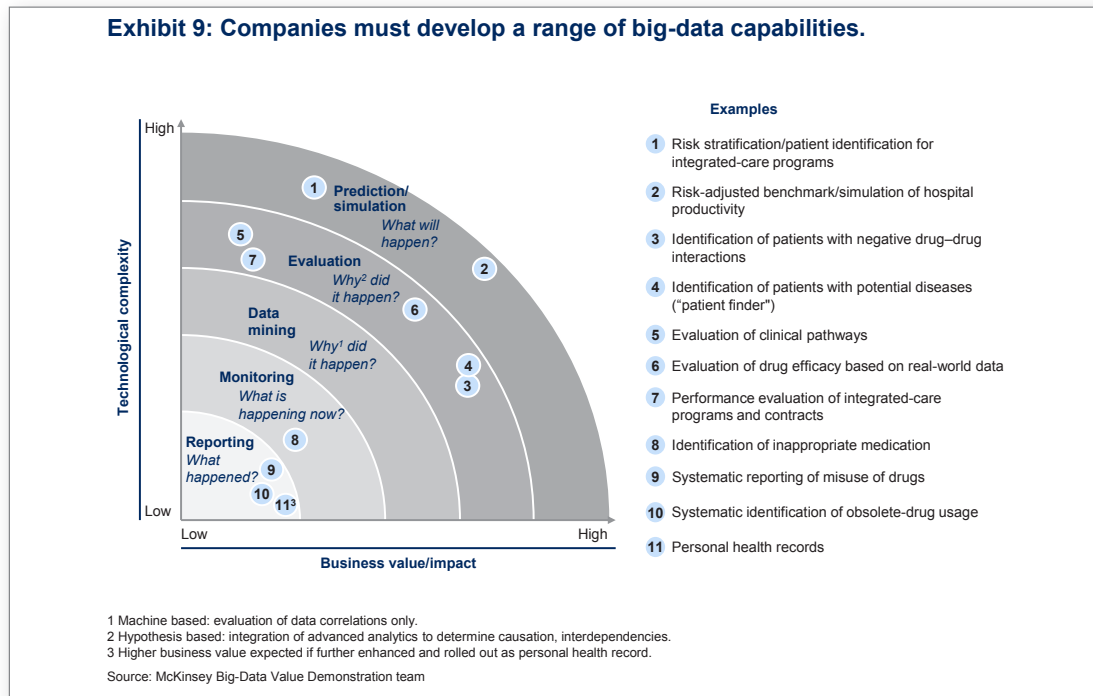 Exhibit 9: Companies must develop a range of big-data capabilities.
High
Technological complexity
Low
Low
High
Business value/impact
1
Prediction/
simulation
What will
happen?
2
5
7
Evaluation
Why² did
it happen?
6
4
3
Data
mining
Why¹ did
it happen?
Monitoring
What is
happening now?
8
Reporting
What
happened?
9
10
11³
Examples
1 Risk stratification/patient identification for
integrated-care programs
2 Risk-adjusted benchmark/simulation of hospital
productivity
3 Identification of patients with negative drug–drug
interactions
4 Identification of patients with potential diseases
(“patient finder")
5 Evaluation of clinical pathways
6 Evaluation of drug efficacy based on real-world data
7 Performance evaluation of integrated-care
programs and contracts
8 Identification of inappropriate medication
9 Systematic reporting of misuse of drugs
10 Systematic identification of obsolete-drug usage
11 Personal health records
1 Machine based: evaluation of data correlations only.
2 Hypothesis based: integration of advanced analytics to determine causation, interdependencies.
3 Higher business value expected if further enhanced and rolled out as personal health record.
Source: McKinsey Big-Data Value Demonstration team